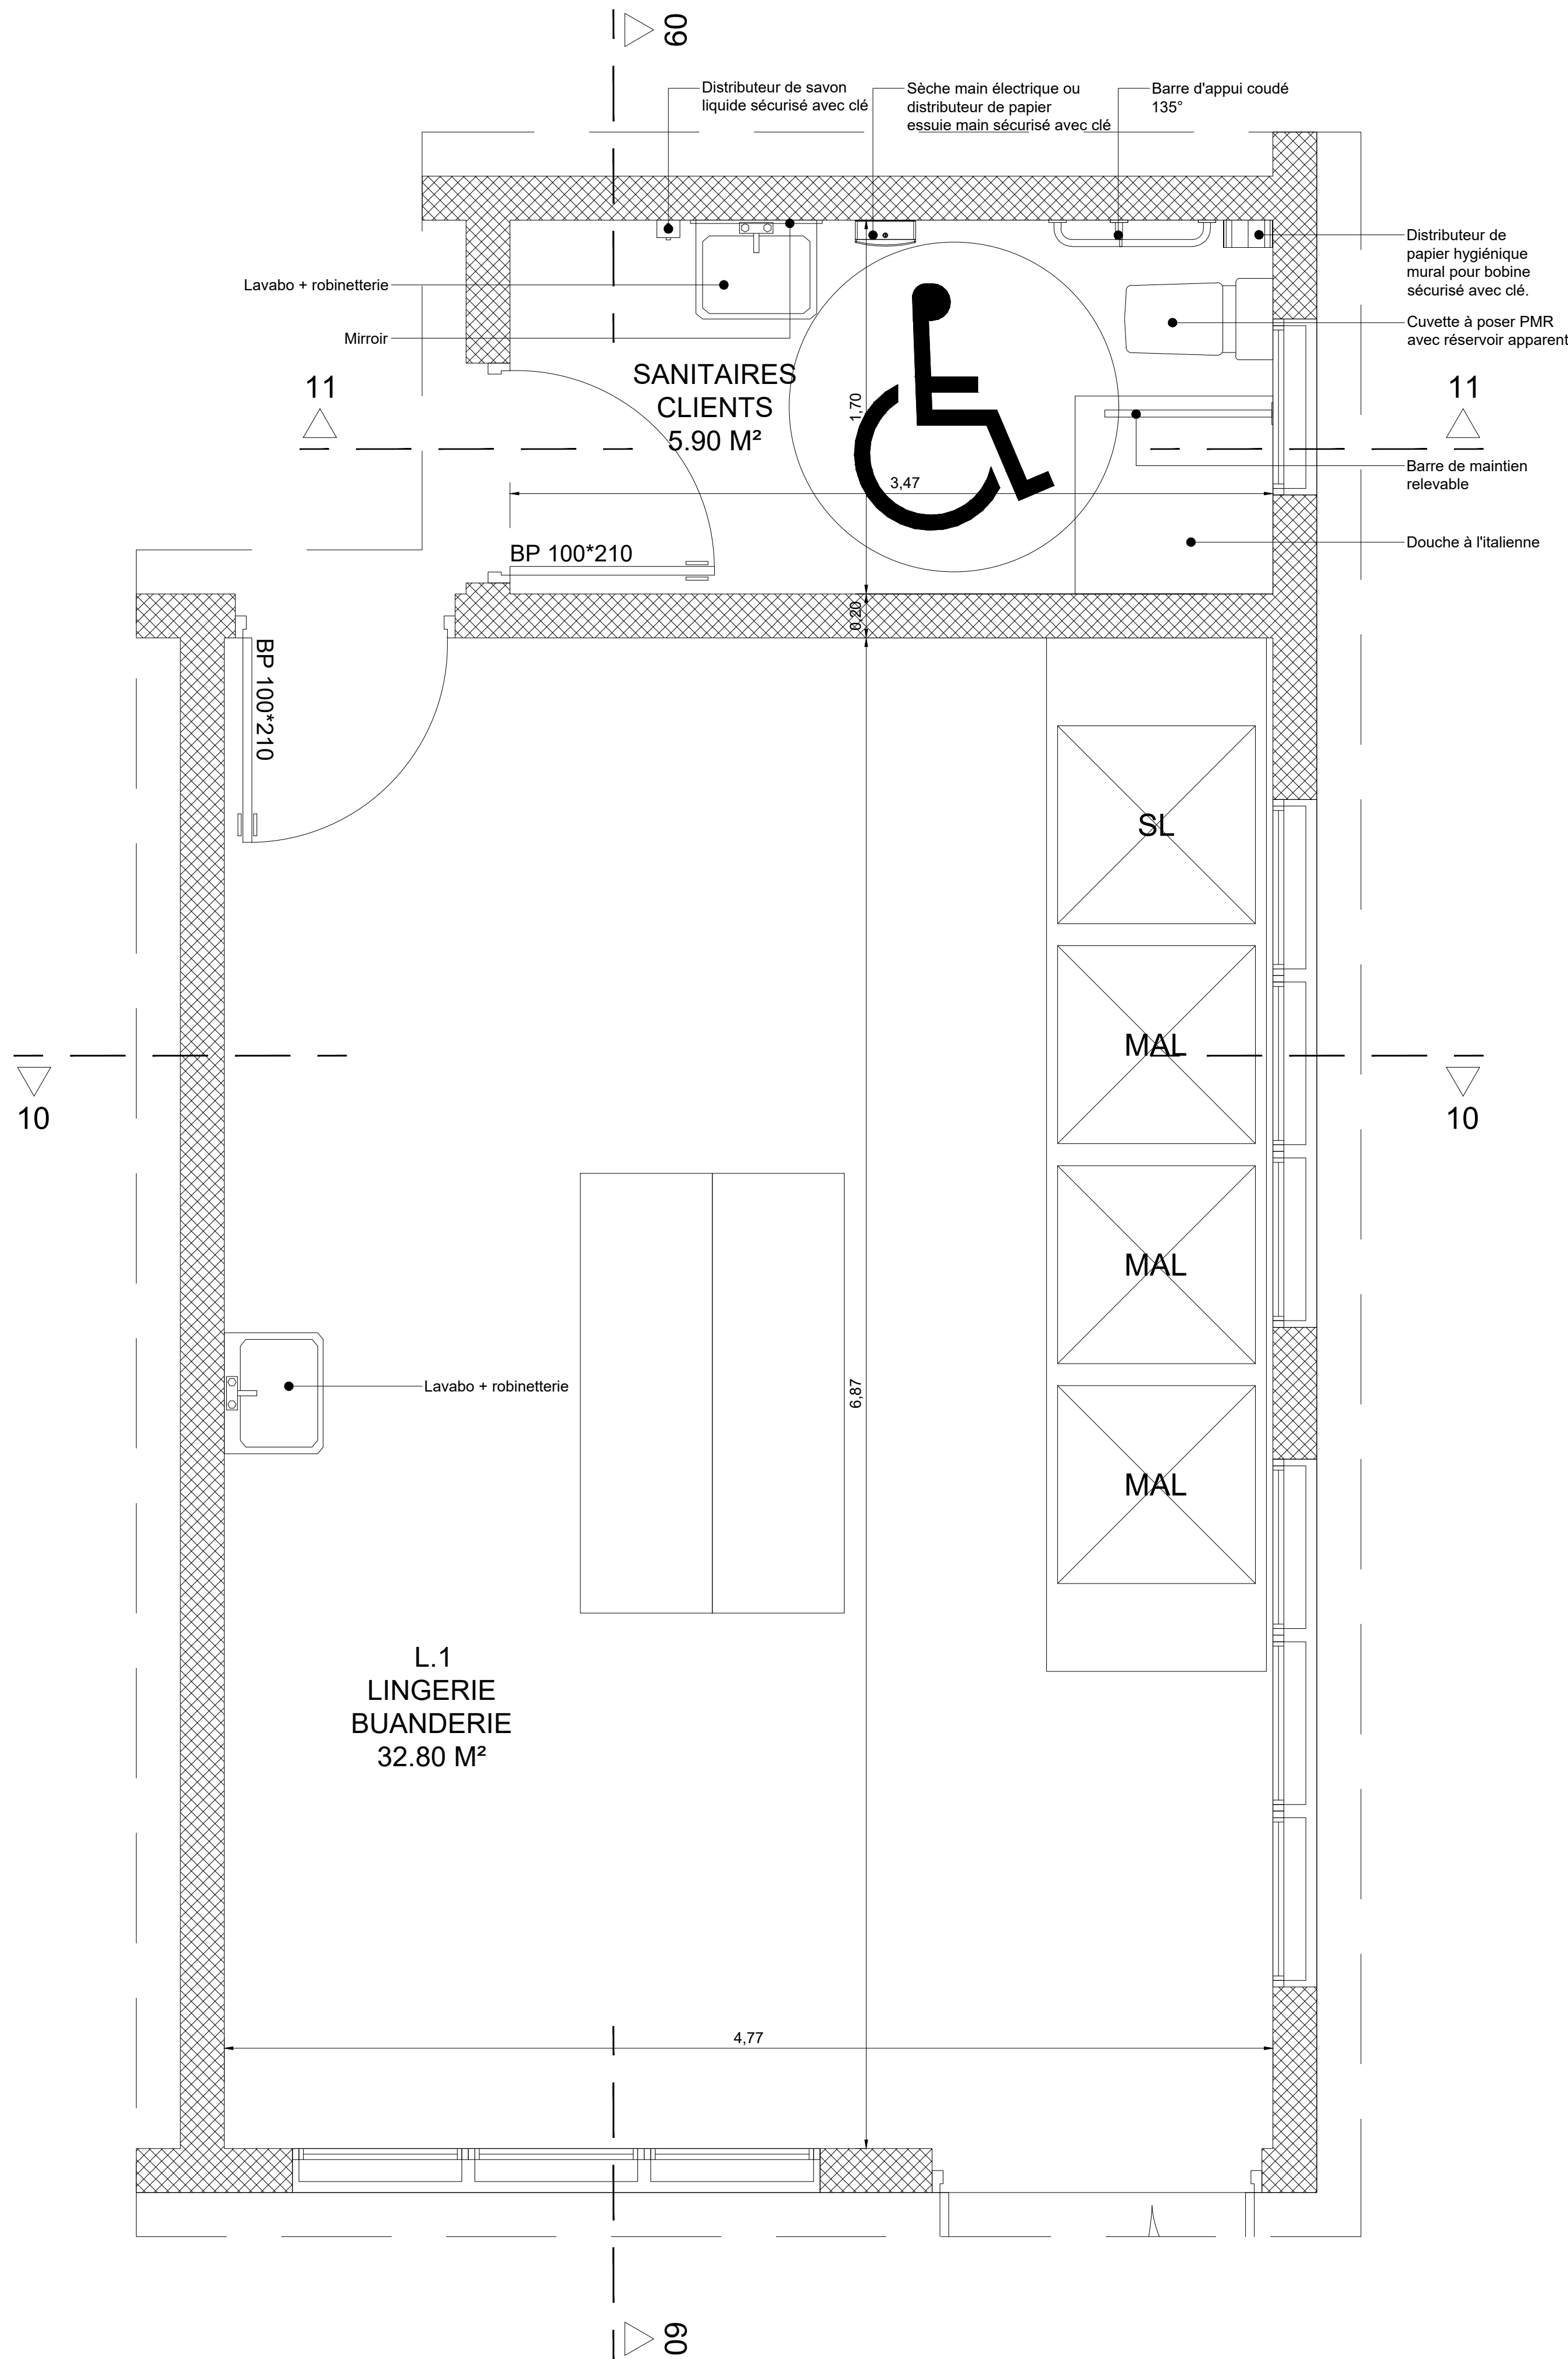 09
Distributeur de savon
liquide sécurisé avec clé
Sèche main électrique ou
distributeur de papier
essuie main sécurisé avec clé
Barre d'appui coudé
135°
Distributeur de
papier hygiénique
mural pour bobine
sécurisé avec clé.
Lavabo + robinetterie
Cuvette à poser PMR
avec réservoir apparent
Mirroir
SANITAIRES
CLIENTS
5.90 M²
11
11
1,70
3,47
Barre de maintien
relevable
Douche à l'italienne
BP 100*210
0,20
BP 100*210
SL
MAL
10
10
MAL
Lavabo + robinetterie
6,87
MAL
L.1
LINGERIE
BUANDERIE
32.80 M²
4,77
09